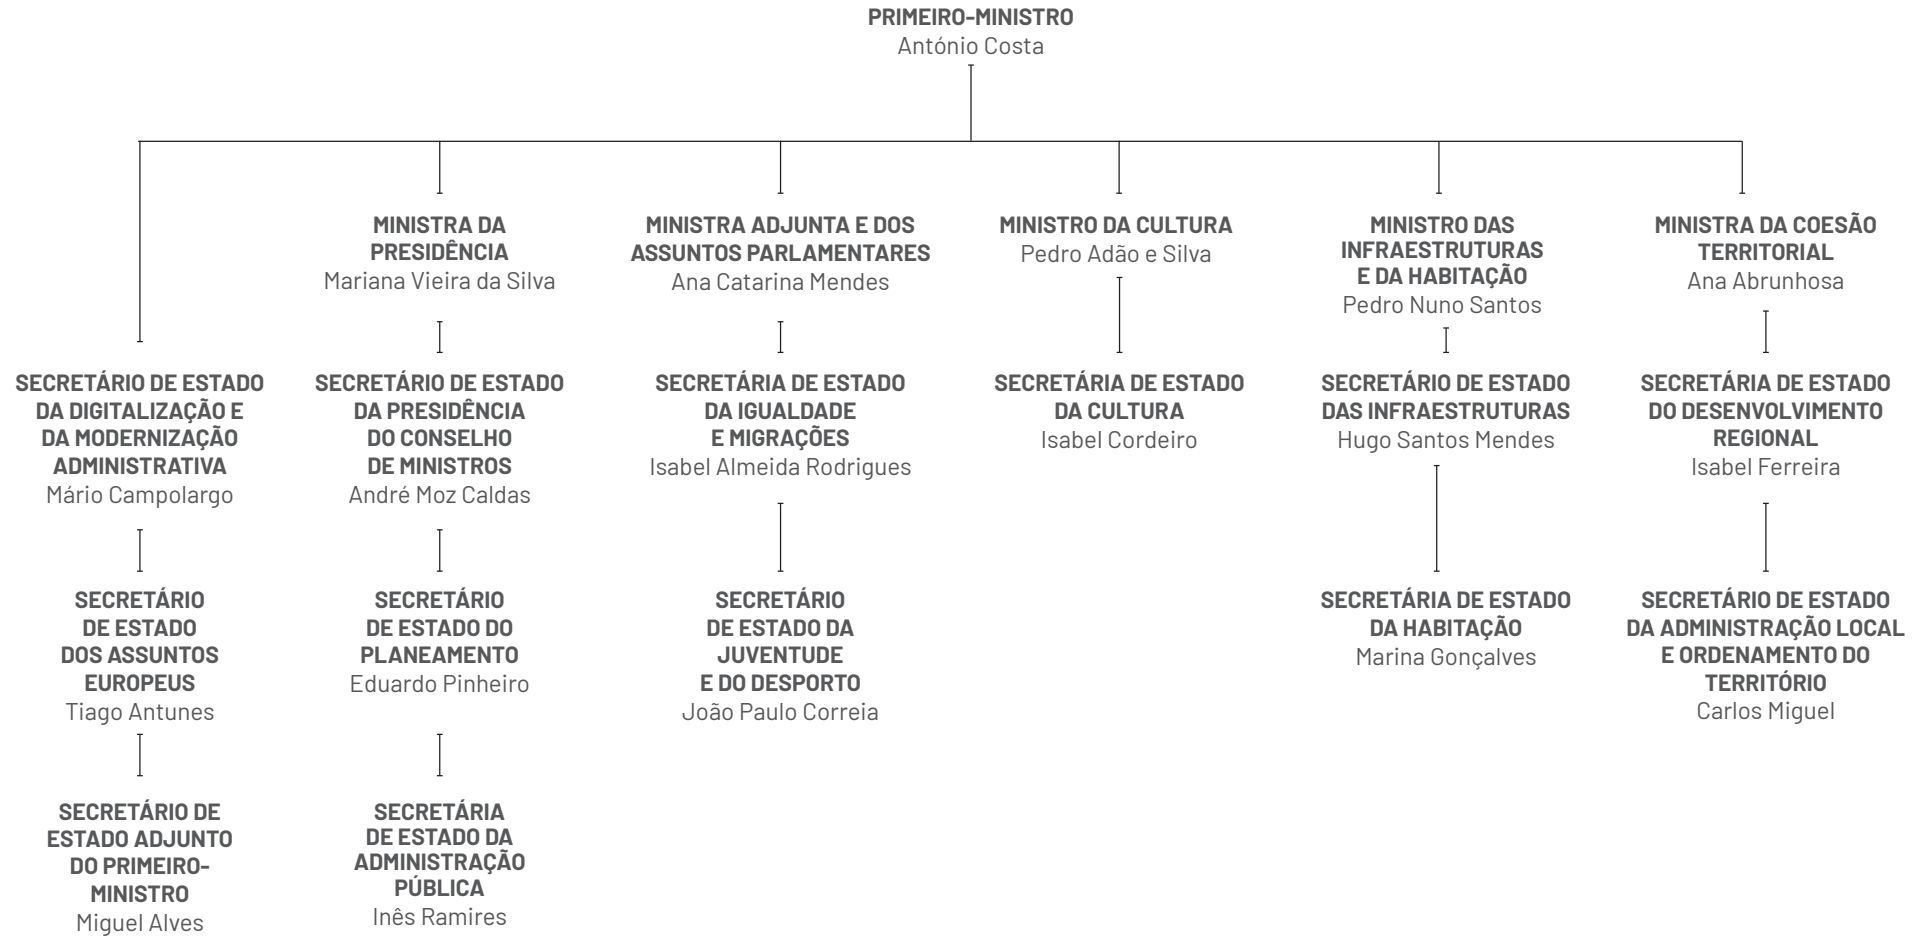 PRIMEIRO-MINISTRO
António Costa
MINISTRA DA
PRESIDÊNCIA
Mariana Vieira da Silva
MINISTRA ADJUNTA E DOS
ASSUNTOS PARLAMENTARES
Ana Catarina Mendes
MINISTRO DA CULTURA
Pedro Adão e Silva
MINISTRO DAS
INFRAESTRUTURAS
E DA HABITAÇÃO
Pedro Nuno Santos
MINISTRA DA COESÃO
TERRITORIAL
Ana Abrunhosa
SECRETÁRIO DE ESTADO
DA DIGITALIZAÇÃO E
DA MODERNIZAÇÃO
ADMINISTRATIVA
Mário Campolargo
SECRETÁRIO DE ESTADO
DA PRESIDÊNCIA
DO CONSELHO
DE MINISTROS
André Moz Caldas
SECRETÁRIA DE ESTADO
DA IGUALDADE
E MIGRAÇÕES
Isabel Almeida Rodrigues
SECRETÁRIA DE ESTADO
DA CULTURA
Isabel Cordeiro
SECRETÁRIO DE ESTADO
DAS INFRAESTRUTURAS
Hugo Santos Mendes
SECRETÁRIA DE ESTADO
DO DESENVOLVIMENTO
REGIONAL
Isabel Ferreira
SECRETÁRIO
DE ESTADO
DOS ASSUNTOS
EUROPEUS
Tiago Antunes
SECRETÁRIO
DE ESTADO DO
PLANEAMENTO
Eduardo Pinheiro
SECRETÁRIO
DE ESTADO DA
JUVENTUDE
E DO DESPORTO
João Paulo Correia
SECRETÁRIA DE ESTADO
DA HABITAÇÃO
Marina Gonçalves
SECRETÁRIO DE ESTADO
DA ADMINISTRAÇÃO LOCAL
E ORDENAMENTO DO
TERRITÓRIO
Carlos Miguel
SECRETÁRIO DE
ESTADO ADJUNTO
DO PRIMEIRO-
MINISTRO
Miguel Alves
SECRETÁRIA
DE ESTADO DA
ADMINISTRAÇÃO
PÚBLICA
Inês Ramires